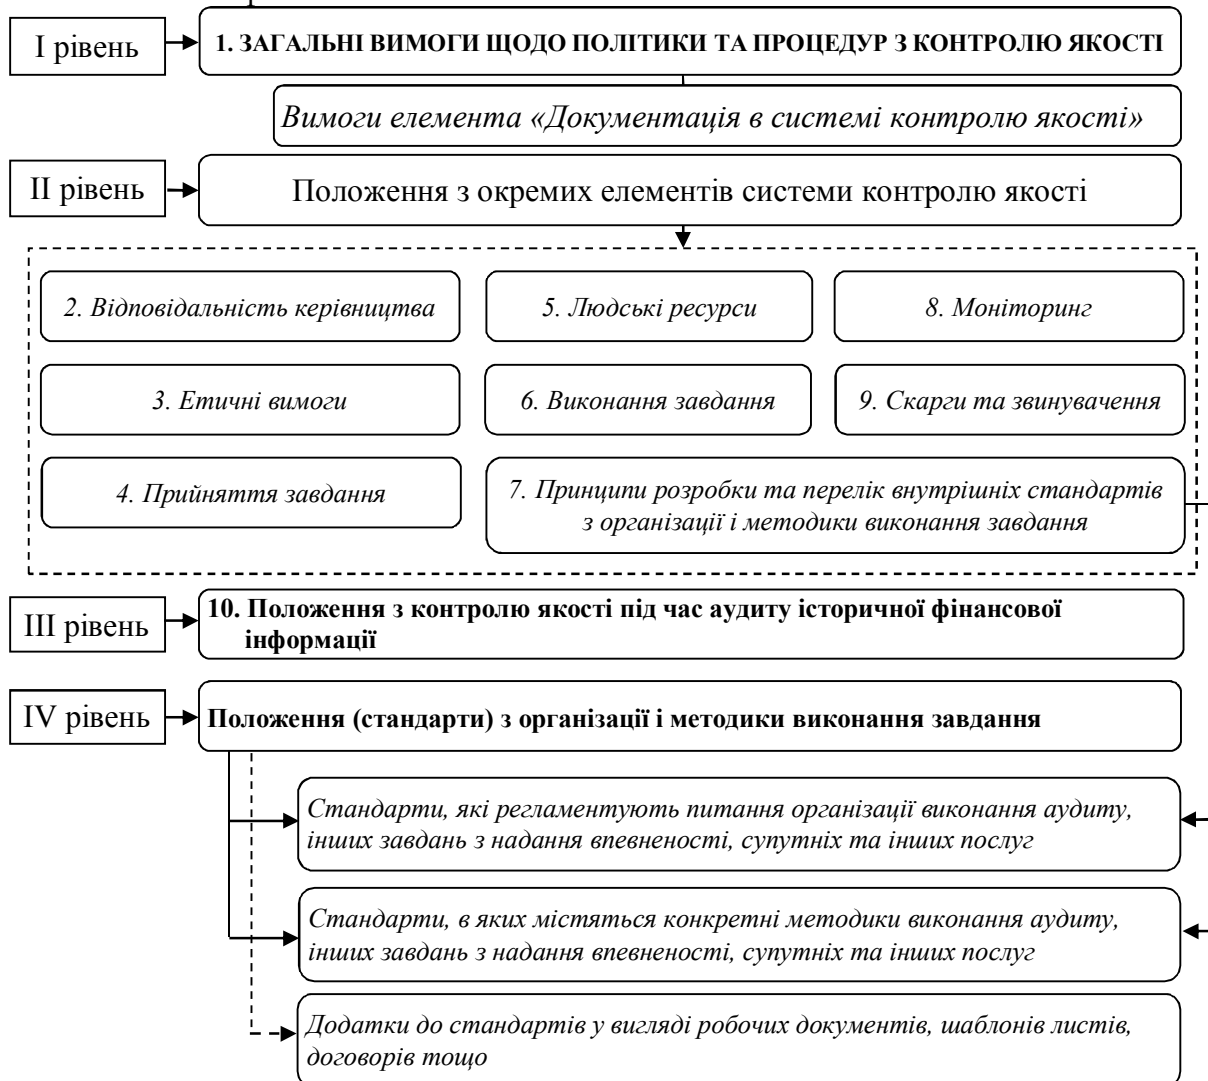 І рівень
1. ЗАГАЛЬНІ ВИМОГИ ЩОДО ПОЛІТИКИ ТА ПРОЦЕДУР З КОНТРОЛЮ ЯКОСТІ
Вимоги елемента «Документація в системі контролю якості»
ІІ рівень
Положення з окремих елементів системи контролю якості
2. Відповідальність керівництва
5. Людські ресурси
8. Моніторинг
3. Етичні вимоги
6. Виконання завдання
9. Скарги та звинувачення
4. Прийняття завдання
7. Принципи розробки та перелік внутрішніх стандартів
з організації і методики виконання завдання
ІІІ рівень
10. Положення з контролю якості під час аудиту історичної фінансової
інформації
IV рівень
Положення (стандарти) з організації і методики виконання завдання
Стандарти, які регламентують питання організації виконання аудиту,
інших завдань з надання впевненості, супутніх та інших послуг
Стандарти, в яких містяться конкретні методики виконання аудиту,
інших завдань з надання впевненості, супутніх та інших послуг
Додатки до стандартів у вигляді робочих документів, шаблонів листів,
договорів тощо